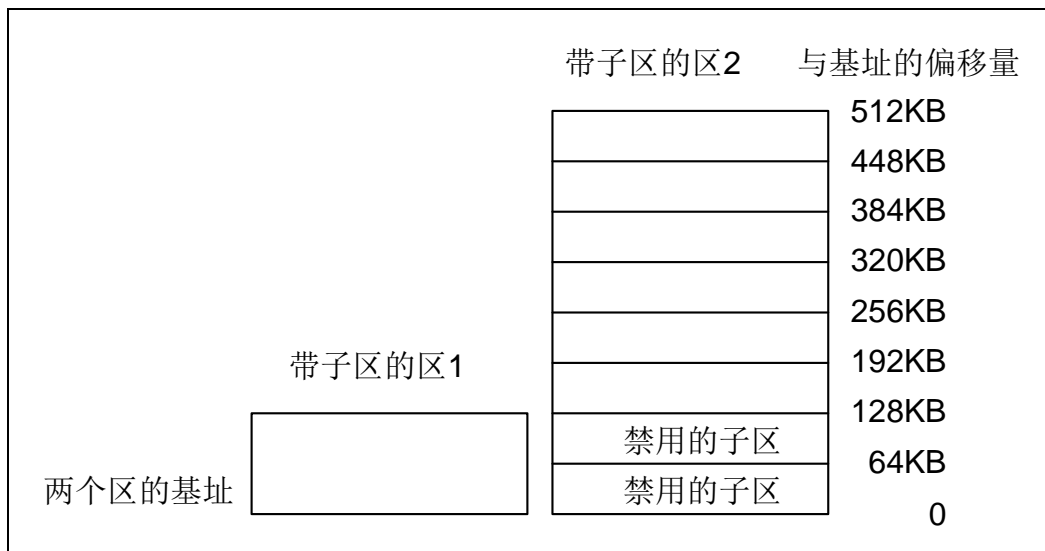 带子区的区2 与基址的偏移量
512KB
448KB
384KB
320KB
256KB
带子区的区1
192KB
128KB
禁用的子区
64KB
两个区的基址
禁用的子区
0